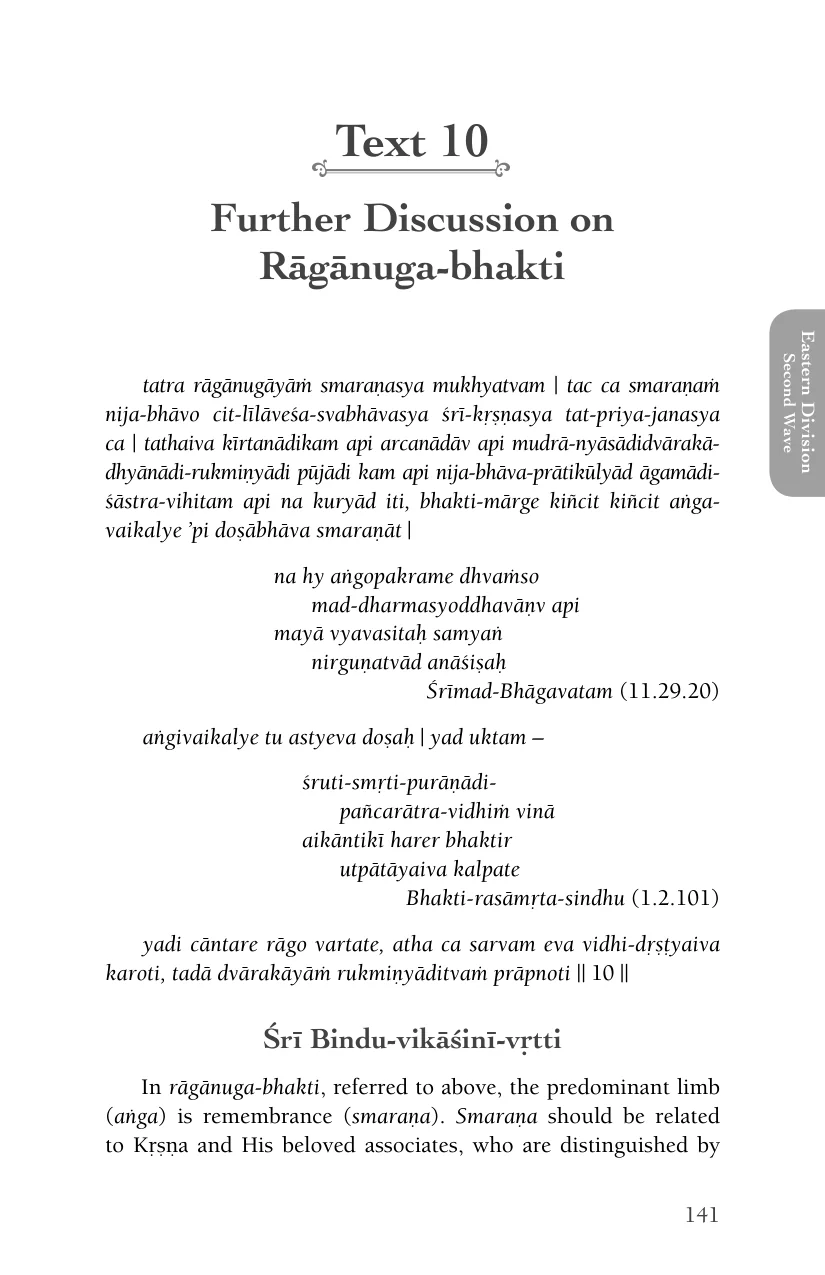 Text 10
Further Discussion on
Rāgānuga-bhakti
Eastern Division
Second Wave
tatra rāgānugāyāṁ smaraṇasya mukhyatvam | tac ca smaraṇaṁ
nija-bhāvo cit-līlāveśa-svabhāvasya śrī-kṛṣṇasya tat-priya-janasya
ca | tathaiva kīrtanādikam api arcanādāv api mudrā-nyāsādidvārakā-
dhyānādi-rukmiṇyādi pūjādi kam api nija-bhāva-prātikūlyād āgamādi-
śāstra-vihitam api na kuryād iti, bhakti-mārge kiñcit kiñcit aṅga-
vaikalye ’pi doṣābhāva smaraṇāt |
na hy aṅgopakrame dhvaṁso
mad-dharmasyoddhavāṇv api
mayā vyavasitaḥ samyaṅ
nirguṇatvād anāśiṣaḥ
Śrīmad-Bhāgavatam (11.29.20)
aṅgivaikalye tu astyeva doṣaḥ | yad uktam –
śruti-smṛti-purāṇādi-
pañcarātra-vidhiṁ vinā
aikāntikī harer bhaktir
utpātāyaiva kalpate
Bhakti-rasāmṛta-sindhu (1.2.101)
yadi cāntare rāgo vartate, atha ca sarvam eva vidhi-dṛṣṭyaiva
karoti, tadā dvārakāyāṁ rukmiṇyāditvaṁ prāpnoti || 10 ||
Śrī Bindu-vikāśinī-vṛtti
In rāgānuga-bhakti, referred to above, the predominant limb
(aṅga) is remembrance (smaraṇa). Smaraṇa should be related
to Kṛṣṇa and His beloved associates, who are distinguished by
141